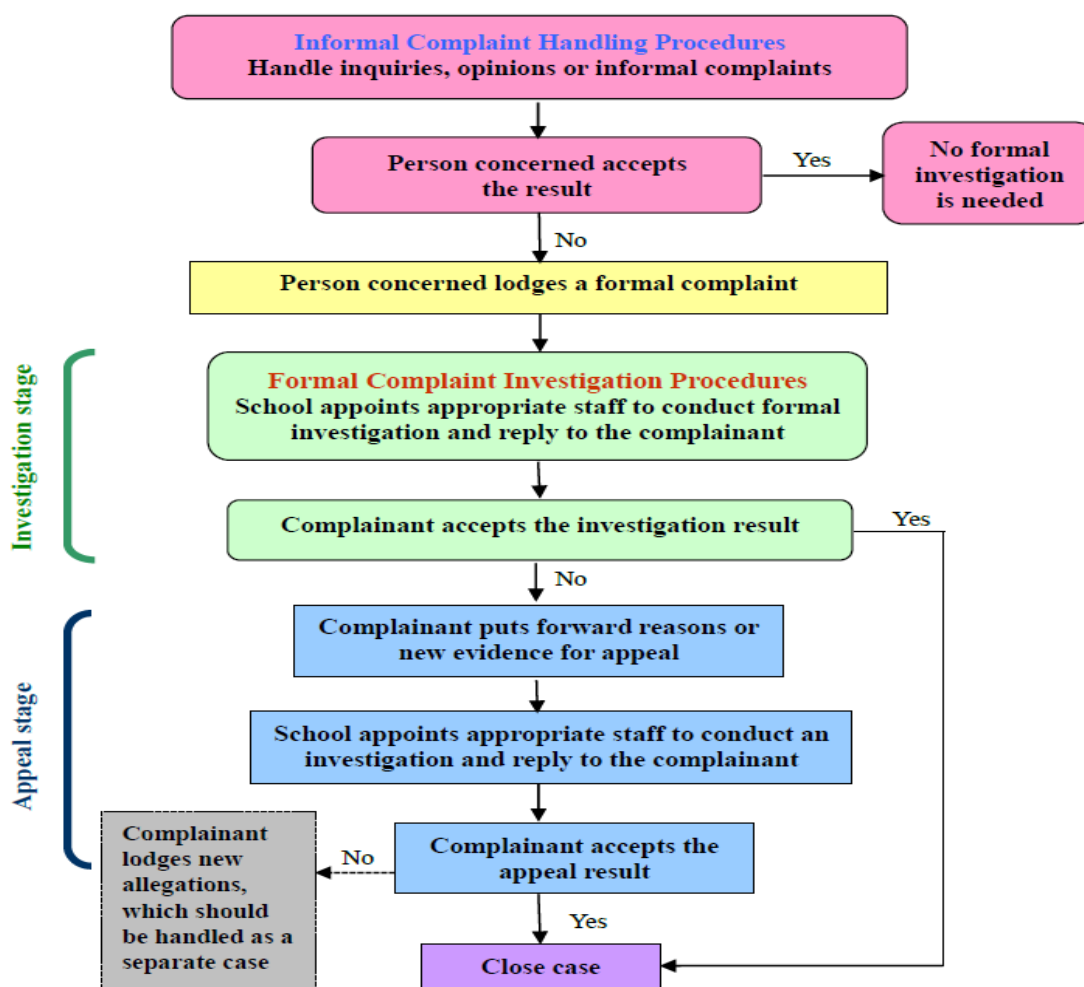 Informal Complaint Handling Procedures
Handle inquiries, opinions or informal complaints
Person concerned accepts
the result
Yes
No formal
investigation
is needed
No
Person concerned lodges a formal complaint
Investigation stage
Formal Complaint Investigation Procedures
School appoints appropriate staff to conduct formal
investigation and reply to the complainant
Complainant accepts the investigation result
Yes
No
Appeal stage
Complainant puts forward reasons or
new evidence for appeal
School appoints appropriate staff to conduct an
investigation and reply to the complainant
Complainant accepts the
appeal result
No
Complainant
lodges new
allegations,
which should
be handled as a
separate case
Yes
Close case